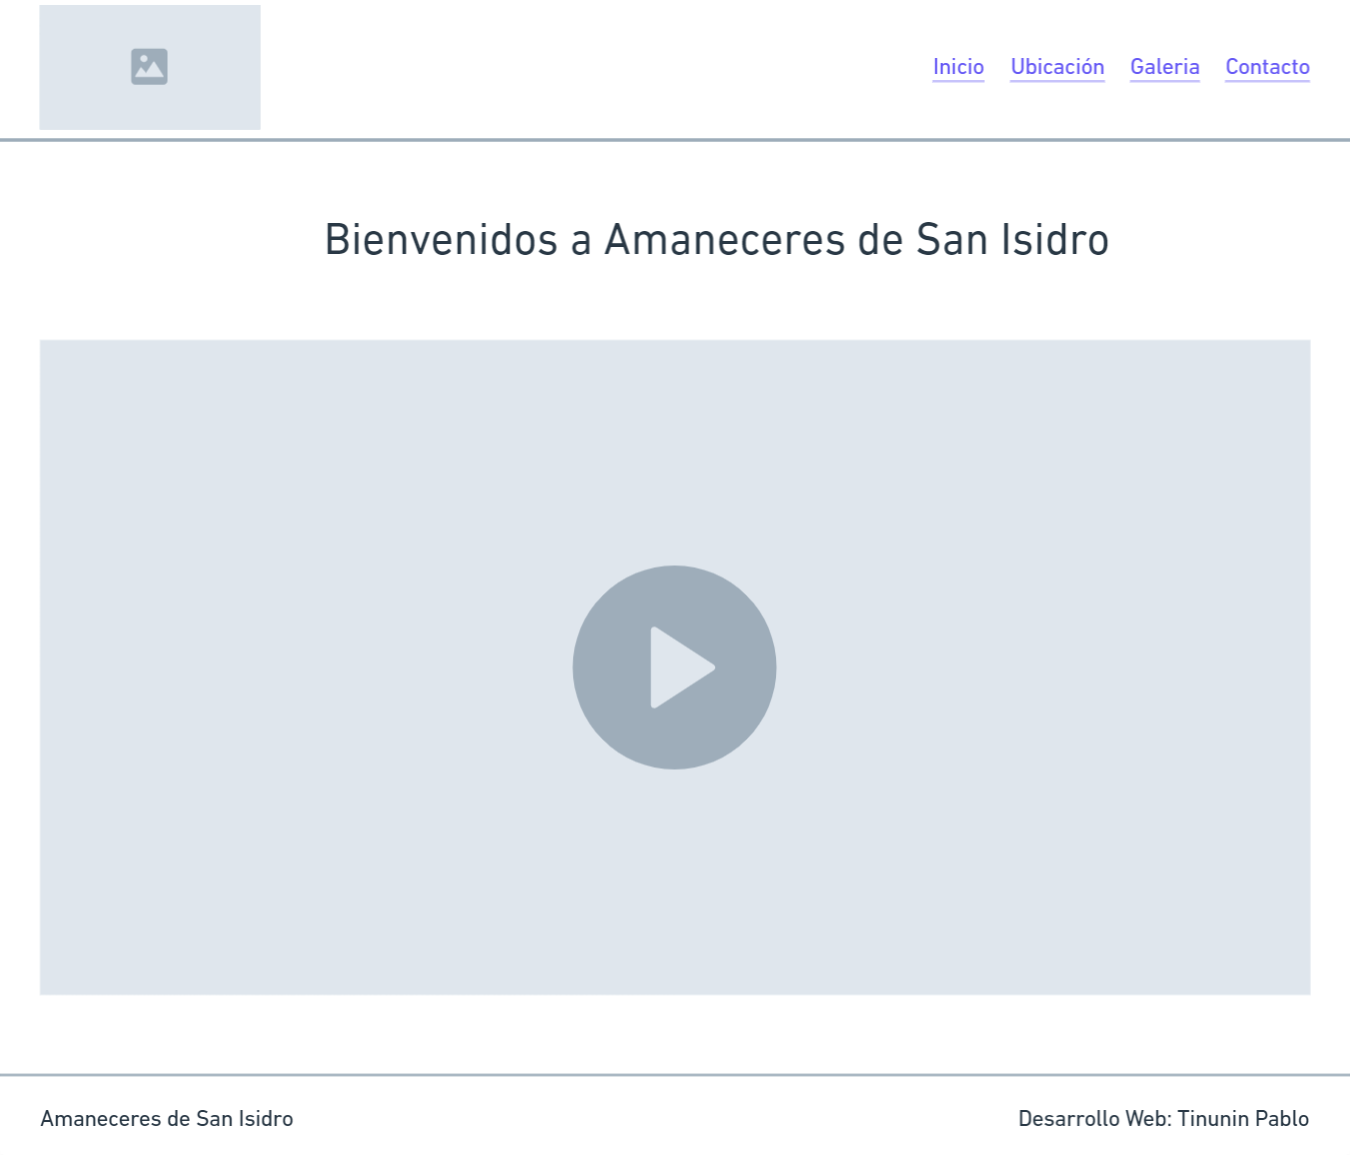 Inicio Ubicación Galeria Contacto
Bienvenidos a Amaneceres de San Isidro
Amaneceres de San Isidro
Desarrollo Web: Tinunin Pablo